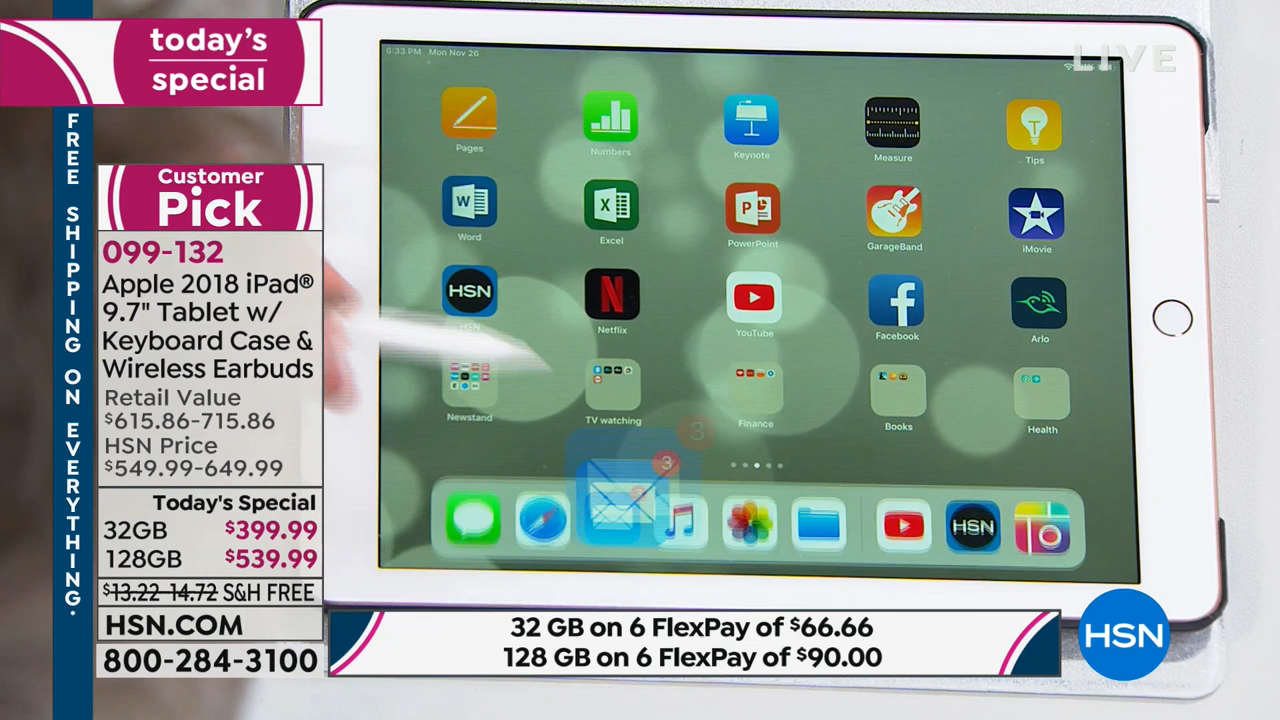 today's
special
FREE SHIPPING ON EVERYTHING.
Customer
Pick
099-132
Apple 2018 iPad®
9.7" Tablet w/
Keyboard Case &
Wireless Earbuds
Retail Value
$615.86-715.86
HSN Price
$549.99-649.99
Today's Special
32GB $399.99
128GB $539.99
$13.22-14.72 S&H FREE
HSN.COM
800-284-3100
6:33 PM Mon Nov 26
LIVE
Pages Numbers Keynote Measure Tips
W X P T
Word Excel PowerPoint GarageBand iMovie
HSN N f
HSN Netflix YouTube Facebook Arlo
Newsstand TV watching Finance Books Health
3
3
HSN
32 GB on 6 FlexPay of $66.66
128 GB on 6 FlexPay of $90.00
HSN